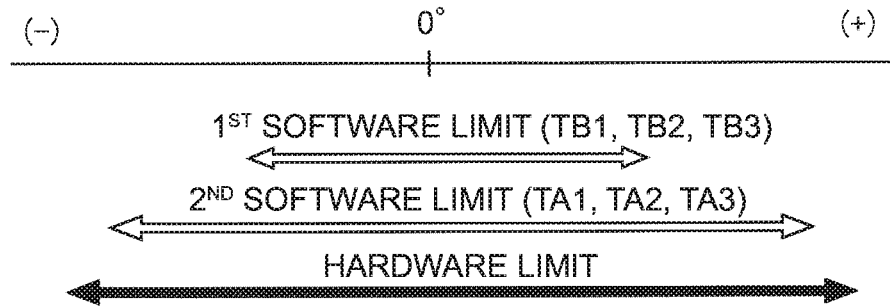 (−) 0° (+)
1ST SOFTWARE LIMIT (TB1, TB2, TB3)
2ND SOFTWARE LIMIT (TA1, TA2, TA3)
HARDWARE LIMIT